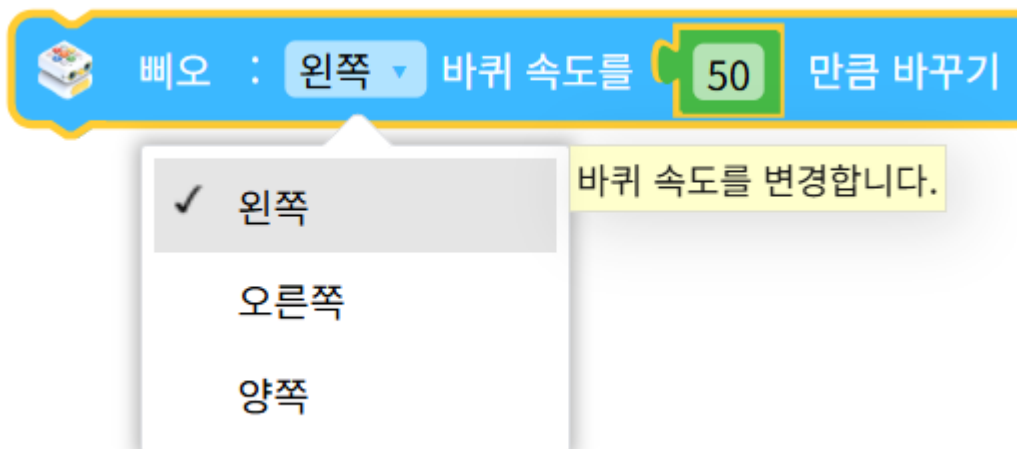 삐오 : 왼쪽 바퀴 속도를 50 만큼 바꾸기
바퀴 속도를 변경합니다.
✓ 왼쪽
오른쪽
양쪽